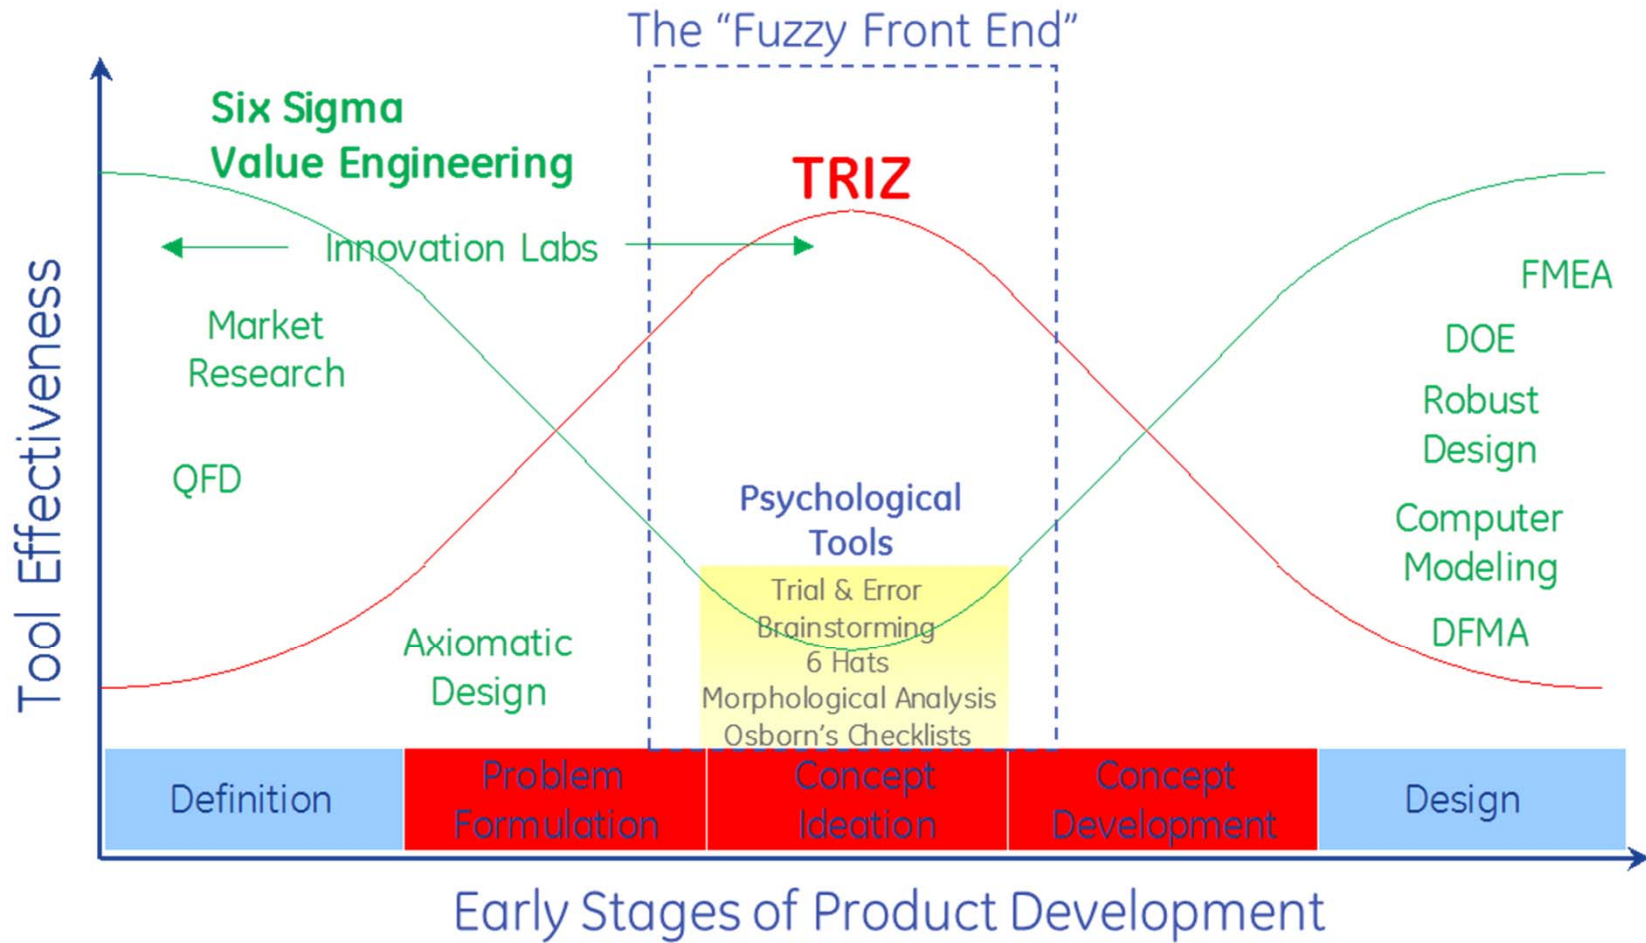 The “Fuzzy Front End”
Six Sigma
Value Engineering
TRIZ
Innovation Labs
FMEA
Market
Research
DOE
Robust
Design
QFD
Psychological
Tools
Computer
Modeling
Trial & Error
Brainstorming
6 Hats
Morphological Analysis
Osborn’s Checklists
Axiomatic
Design
DFMA
Tool Effectiveness
Definition
Problem
Formulation
Concept
Ideation
Concept
Development
Design
Early Stages of Product Development